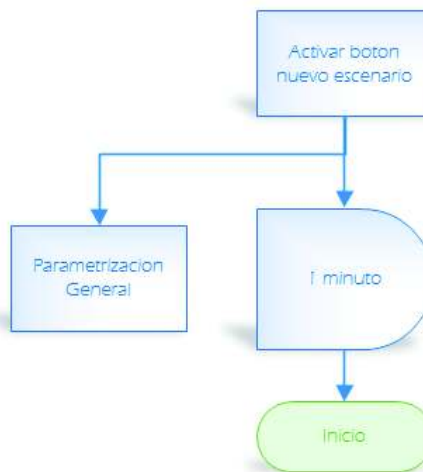 Activar boton
nuevo escenario
Parametrizacion
General
1 minuto
Inicio